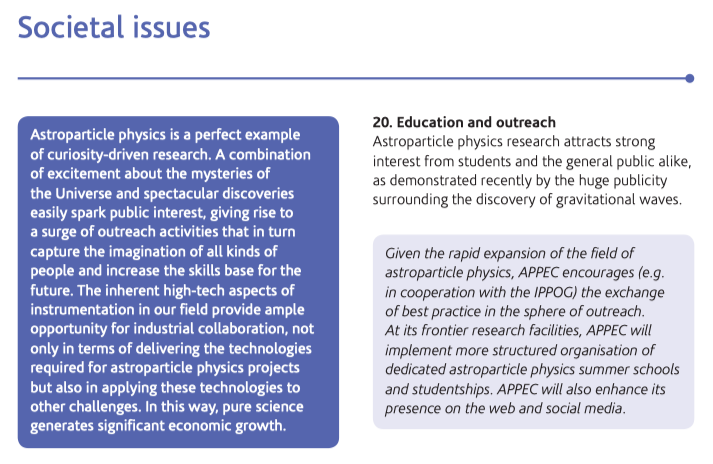 Societal issues
Astroparticle physics is a perfect example
of curiosity-driven research. A combination
of excitement about the mysteries of
the Universe and spectacular discoveries
easily spark public interest, giving rise to
a surge of outreach activities that in turn
capture the imagination of all kinds of
people and increase the skills base for the
future. The inherent high-tech aspects of
instrumentation in our field provide ample
opportunity for industrial collaboration, not
only in terms of delivering the technologies
required for astroparticle physics projects
but also in applying these technologies to
other challenges. In this way, pure science
generates significant economic growth.
20. Education and outreach
Astroparticle physics research attracts strong
interest from students and the general public alike,
as demonstrated recently by the huge publicity
surrounding the discovery of gravitational waves.
Given the rapid expansion of the field of
astroparticle physics, APPEC encourages (e.g.
in cooperation with the IPPOG) the exchange
of best practice in the sphere of outreach.
At its frontier research facilities, APPEC will
implement more structured organisation of
dedicated astroparticle physics summer schools
and studentships. APPEC will also enhance its
presence on the web and social media.